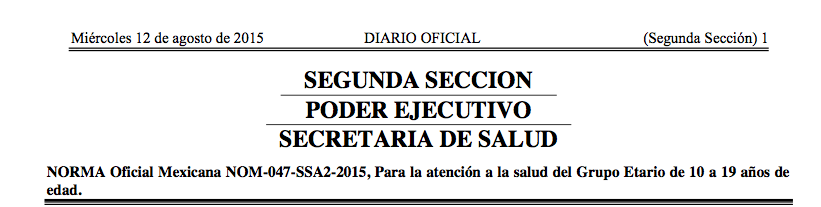 Miércoles 12 de agosto de 2015 DIARIO OFICIAL (Segunda Sección) 1
SEGUNDA SECCION
PODER EJECUTIVO
SECRETARIA DE SALUD
NORMA Oficial Mexicana NOM-047-SSA2-2015, Para la atención a la salud del Grupo Etario de 10 a 19 años de
edad.